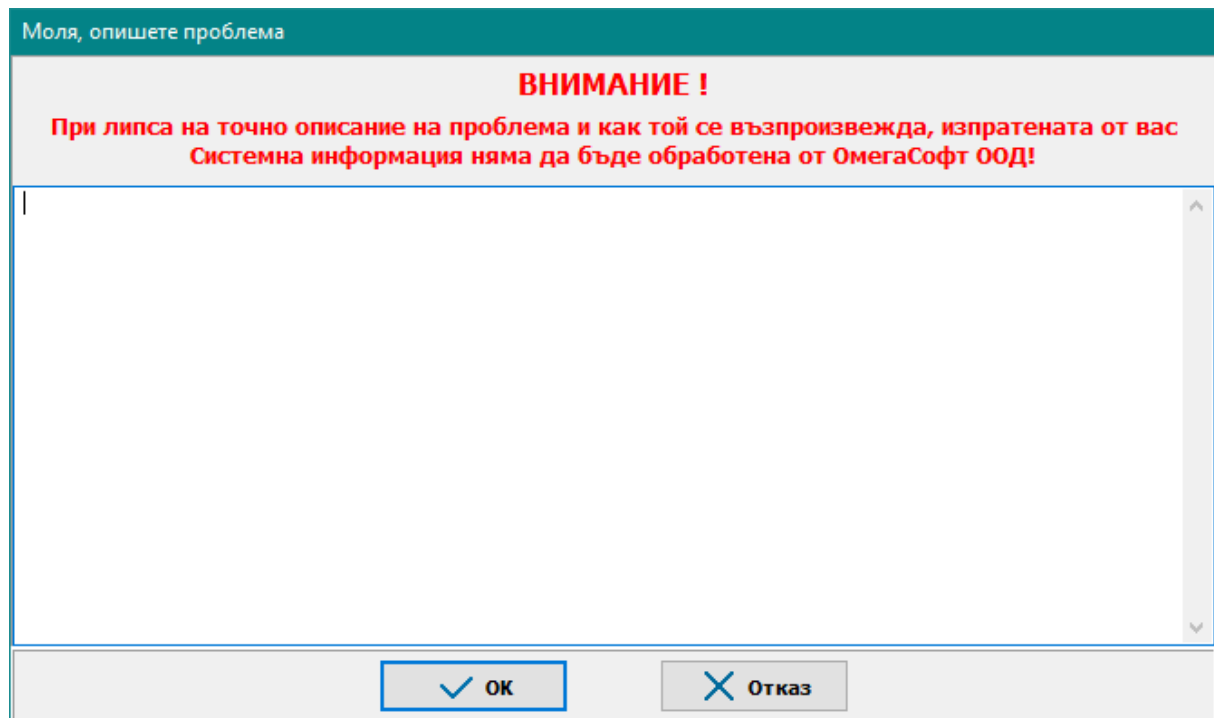 Моля, опишете проблема
ВНИМАНИЕ !
При липса на точно описание на проблема и как той се възпроизвежда, изпратената от вас
Системна информация няма да бъде обработена от ОмегаСофт ООД!
ОК
Отказ